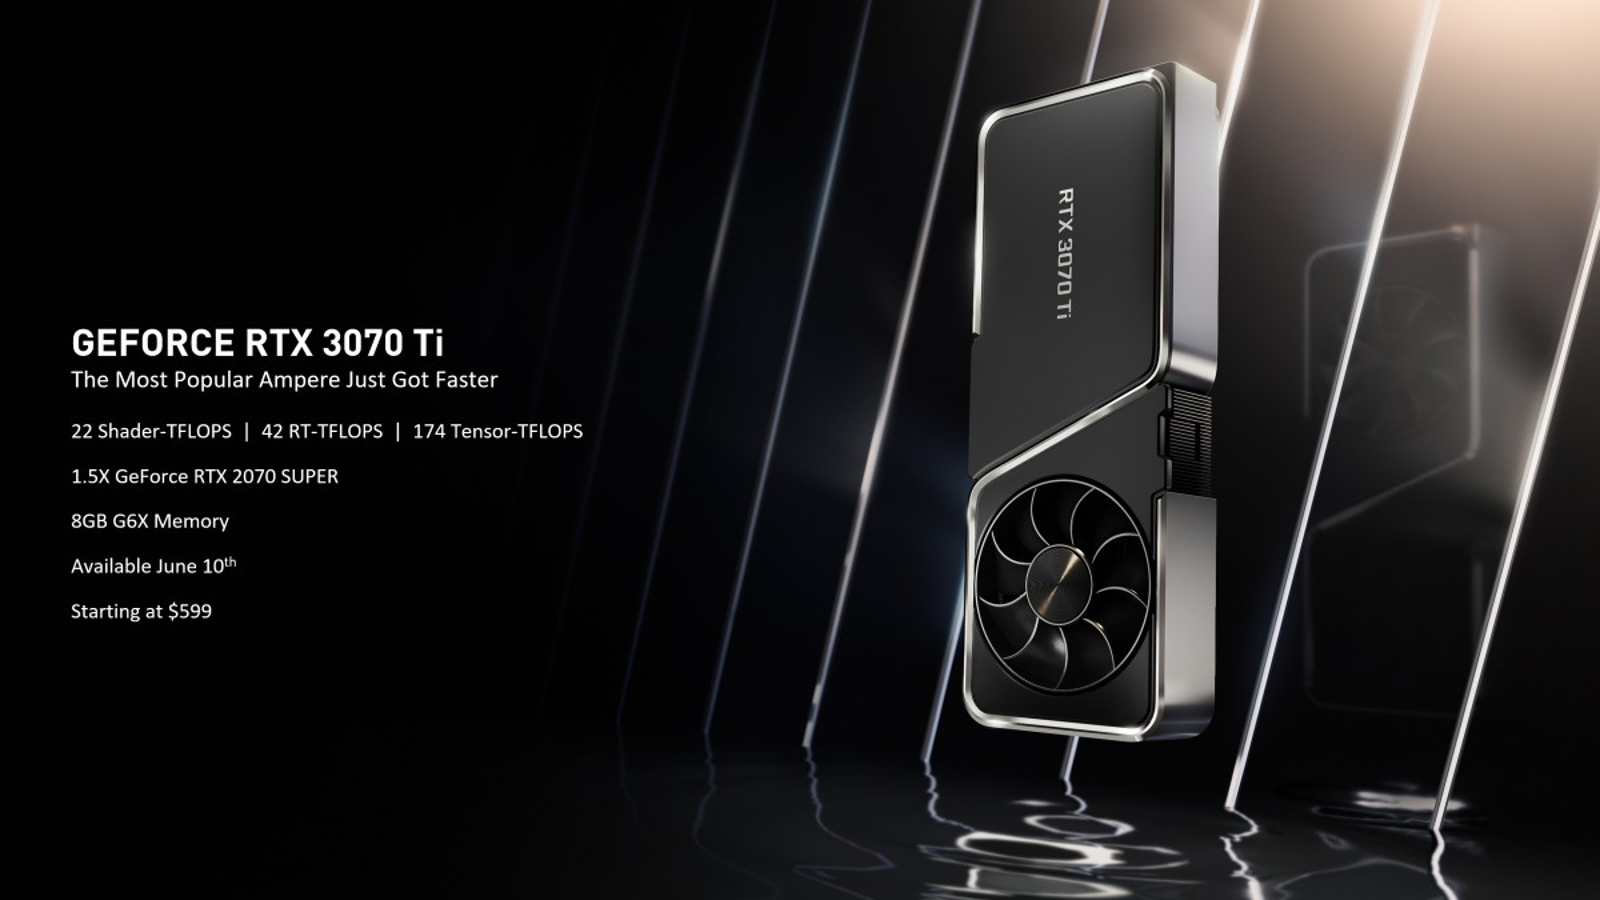 GEFORCE RTX 3070 Ti
The Most Popular Ampere Just Got Faster
22 Shader-TFLOPS | 42 RT-TFLOPS | 174 Tensor-TFLOPS
1.5X GeForce RTX 2070 SUPER
8GB G6X Memory
Available June 10th
Starting at $599
RTX 3070 Ti